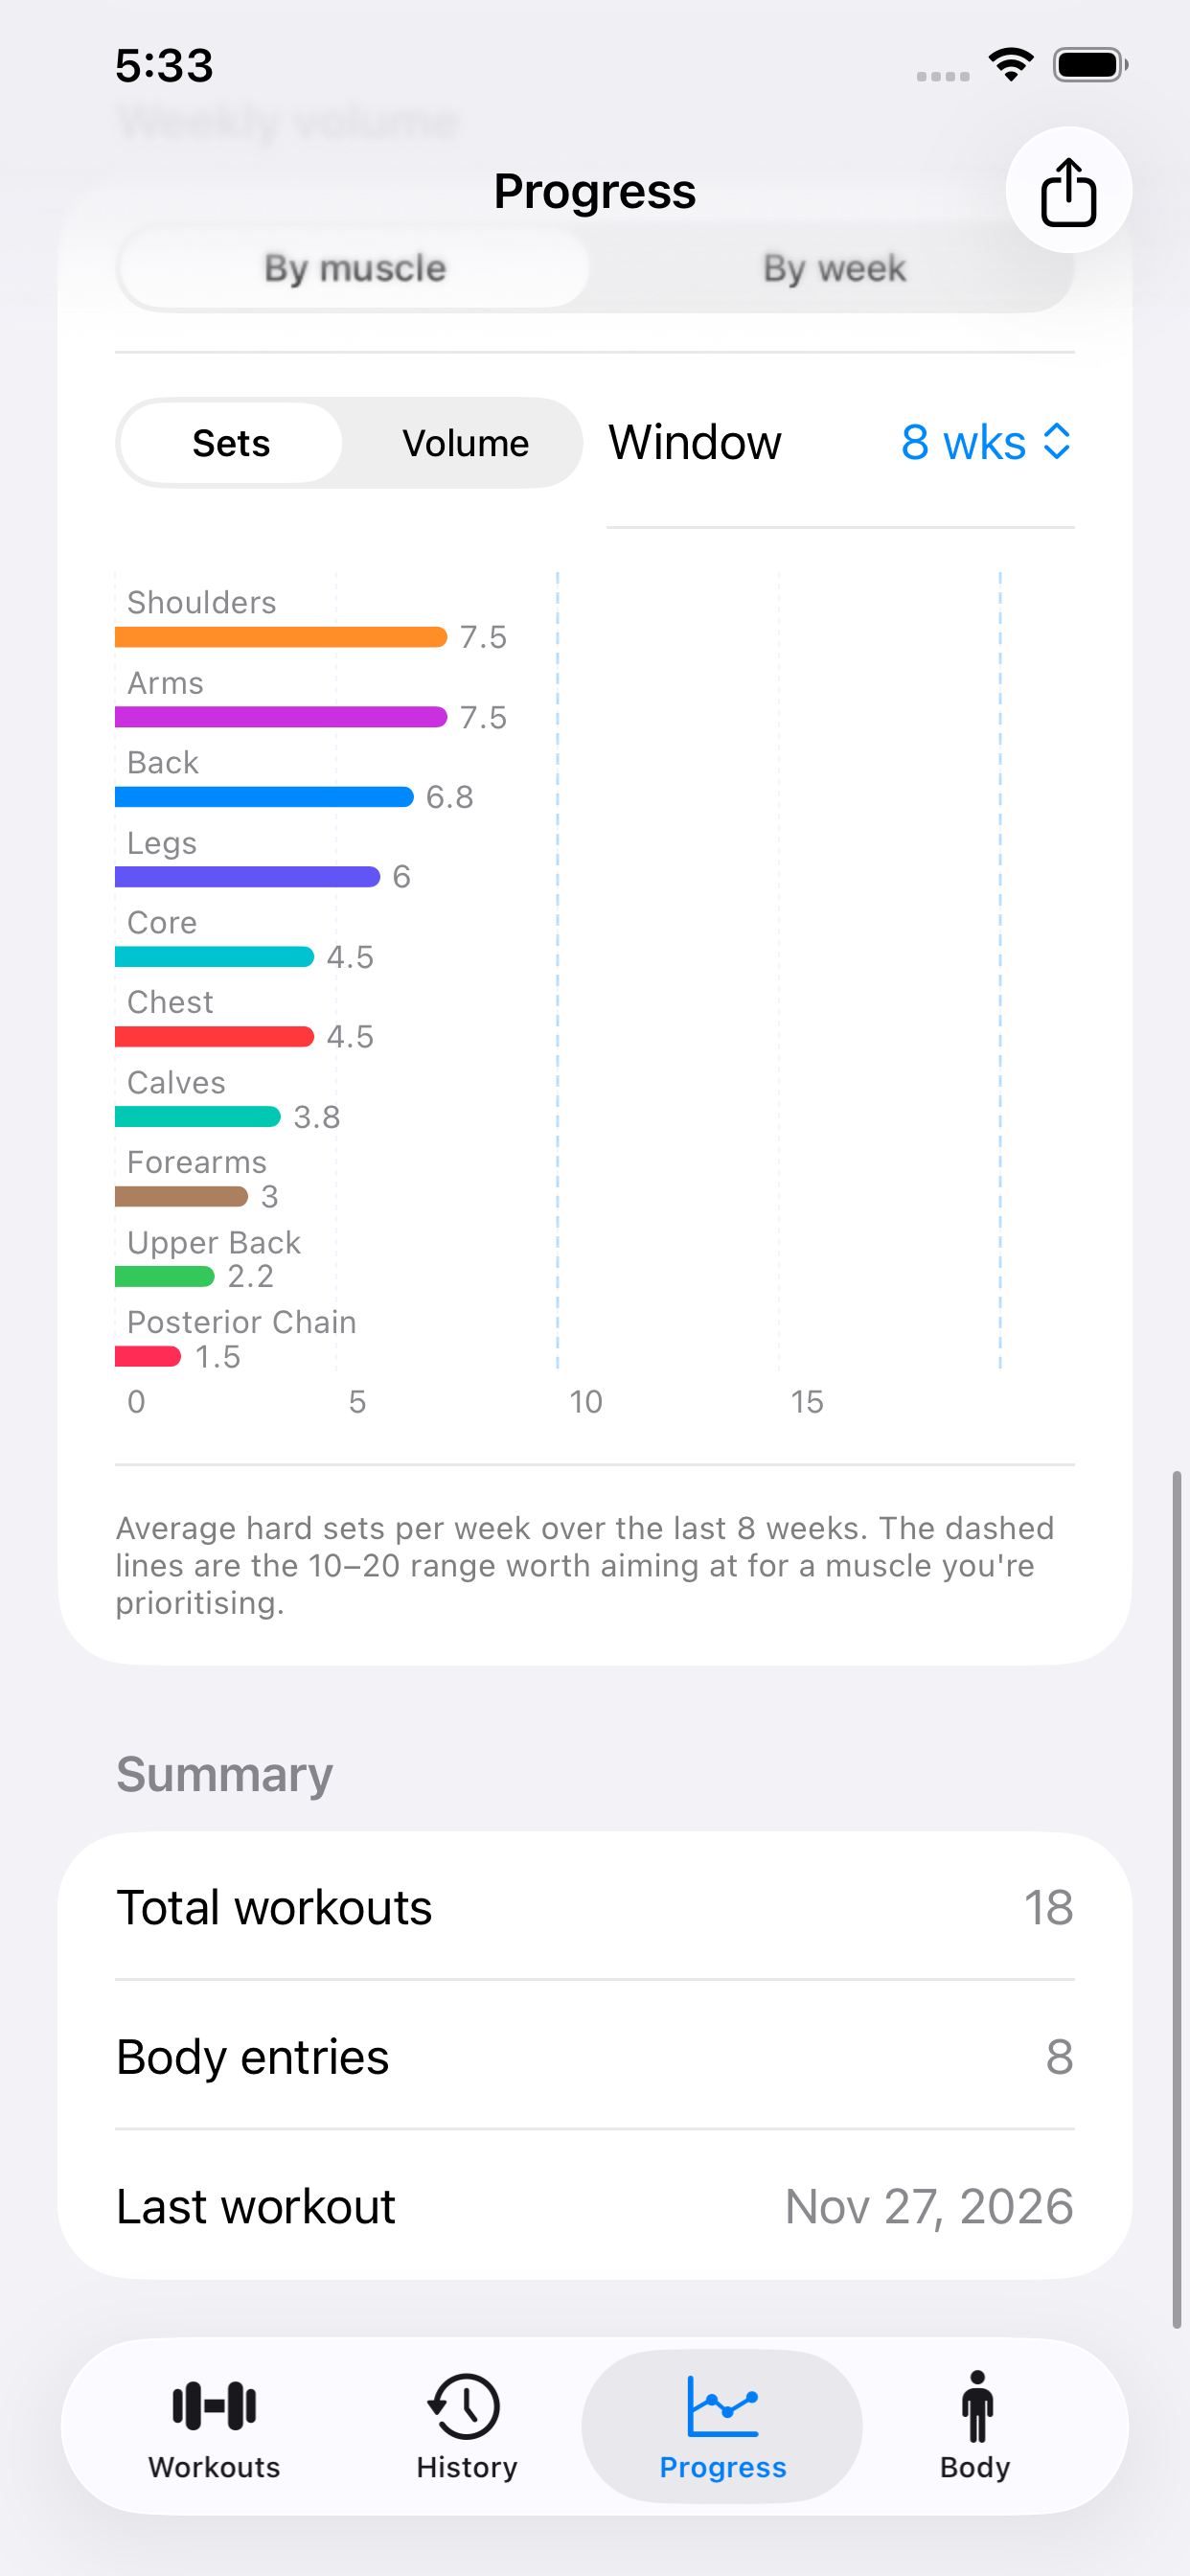 5:33
Weekly volume
Progress
By muscle
By week
Sets
Volume
Window
8 wks
Shoulders
7.5
Arms
7.5
Back
6.8
Legs
6
Core
4.5
Chest
4.5
Calves
3.8
Forearms
3
Upper Back
2.2
Posterior Chain
1.5
0 5 10 15
Average hard sets per week over the last 8 weeks. The dashed
lines are the 10–20 range worth aiming at for a muscle you're
prioritising.
Summary
Total workouts 18
Body entries 8
Last workout Nov 27, 2026
Workouts
History
Progress
Body